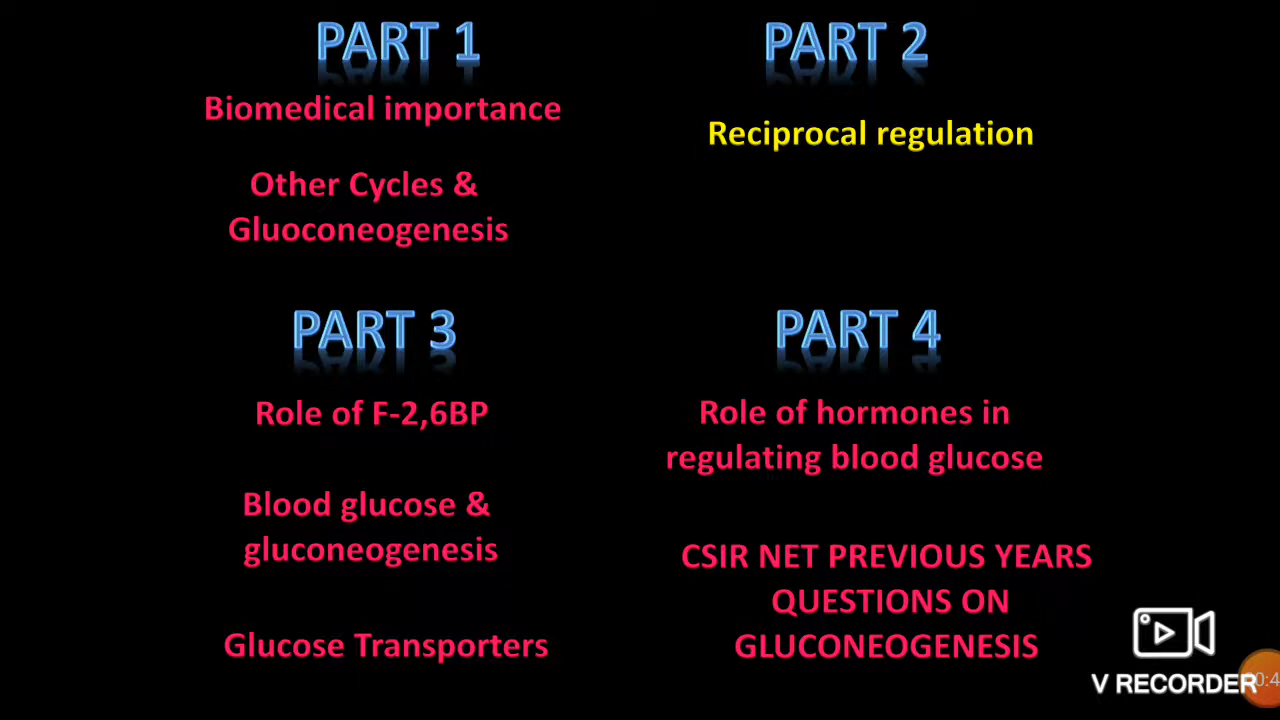 PART 1
Biomedical importance
Other Cycles &
Gluoconeogenesis
PART 2
Reciprocal regulation
PART 3
Role of F-2,6BP
Blood glucose &
gluconeogenesis
Glucose Transporters
PART 4
Role of hormones in
regulating blood glucose
CSIR NET PREVIOUS YEARS
QUESTIONS ON
GLUCONEOGENESIS
V RECORDER